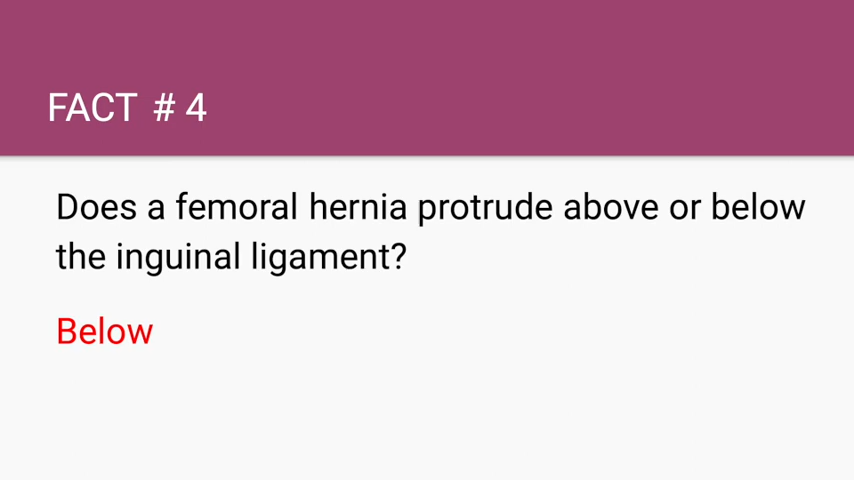 FACT # 4
Does a femoral hernia protrude above or below
the inguinal ligament?
Below